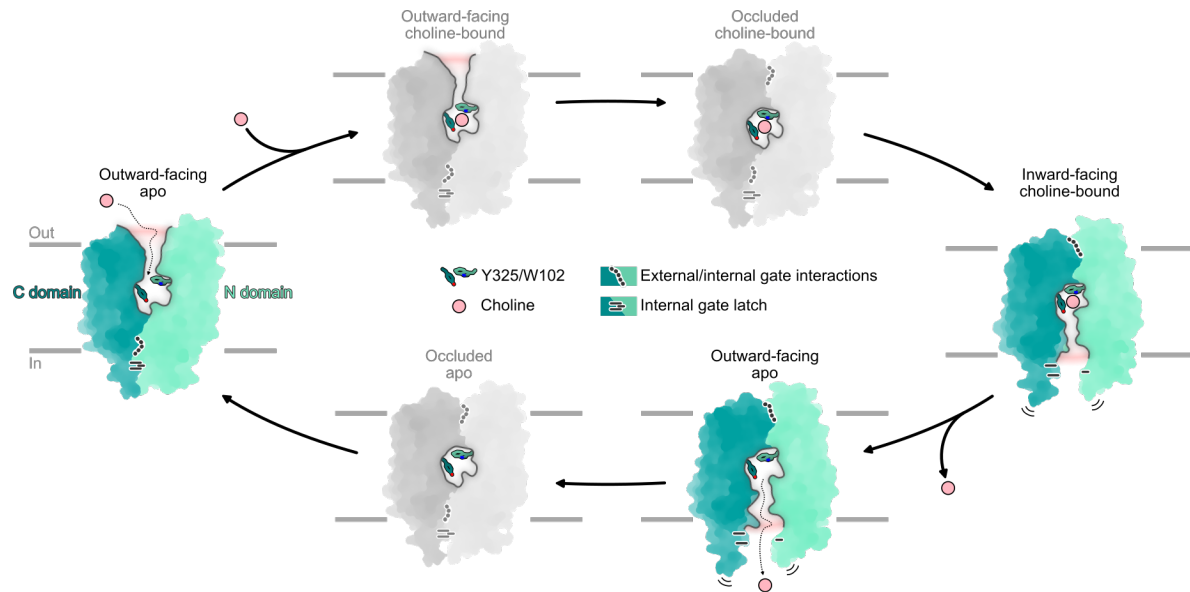 Outward-facing
choline-bound
Occluded
choline-bound
Outward-facing
apo
Inward-facing
choline-bound
Out
C domain
N domain
In
Y325/W102
Choline
External/internal gate interactions
Internal gate latch
Occluded
apo
Outward-facing
apo